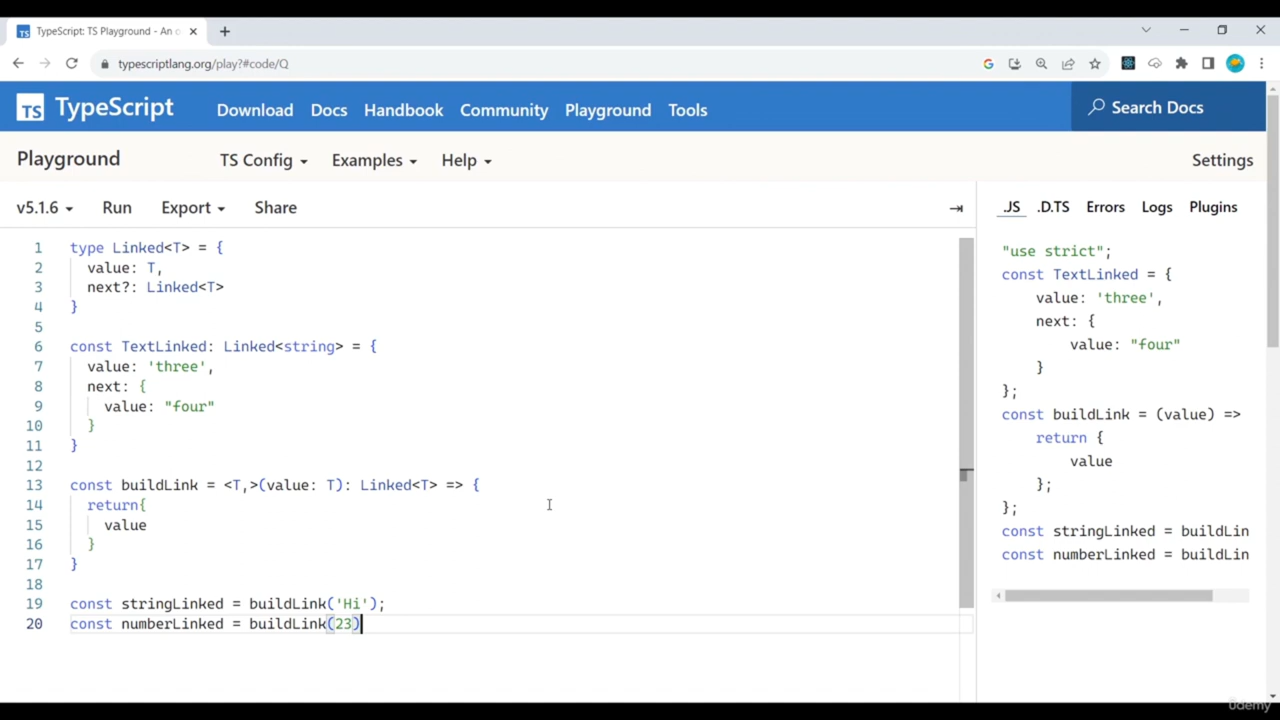 TypeScript: TS Playground - An o
typescriptlang.org/play?#code/Q
TS TypeScript Download Docs Handbook Community Playground Tools Search Docs
Playground TS Config Examples Help Settings
v5.1.6 Run Export Share
.JS .D.TS Errors Logs Plugins
1 type Linked<T> = {
2 value: T,
3 next?: Linked<T>
4 }
5
6 const TextLinked: Linked<string> = {
7 value: 'three',
8 next: {
9 value: "four"
10 }
11 }
12
13 const buildLink = <T,>(value: T): Linked<T> => {
14 return{
15 value
16 }
17 }
18
19 const stringLinked = buildLink('Hi');
20 const numberLinked = buildLink(23)
"use strict";
const TextLinked = {
value: 'three',
next: {
value: "four"
}
};
const buildLink = (value) =>
return {
value
};
};
const stringLinked = buildLin
const numberLinked = buildLin
Udemy